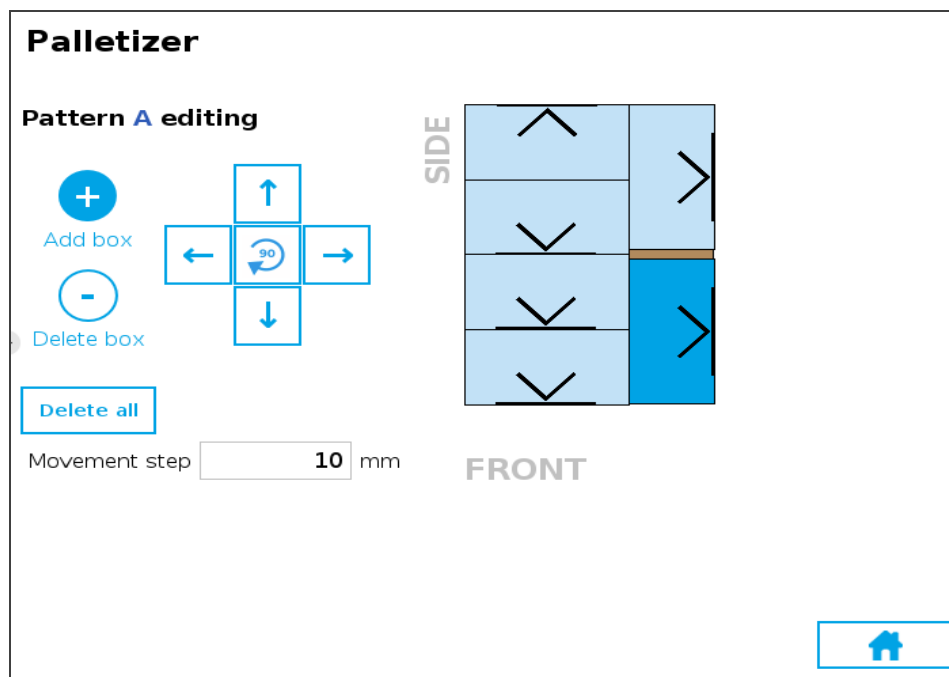 Palletizer
Pattern A editing
SIDE
+
Add box
90
-
Delete box
Delete all
Movement step 10 mm
FRONT